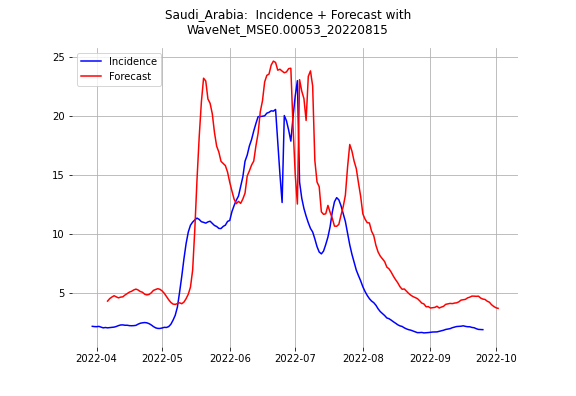 Saudi_Arabia:  Incidence + Forecast with
WaveNet_MSE0.00053_20220815
Incidence
Forecast
25
20
15
10
5
2022-04 2022-05 2022-06 2022-07 2022-08 2022-09 2022-10